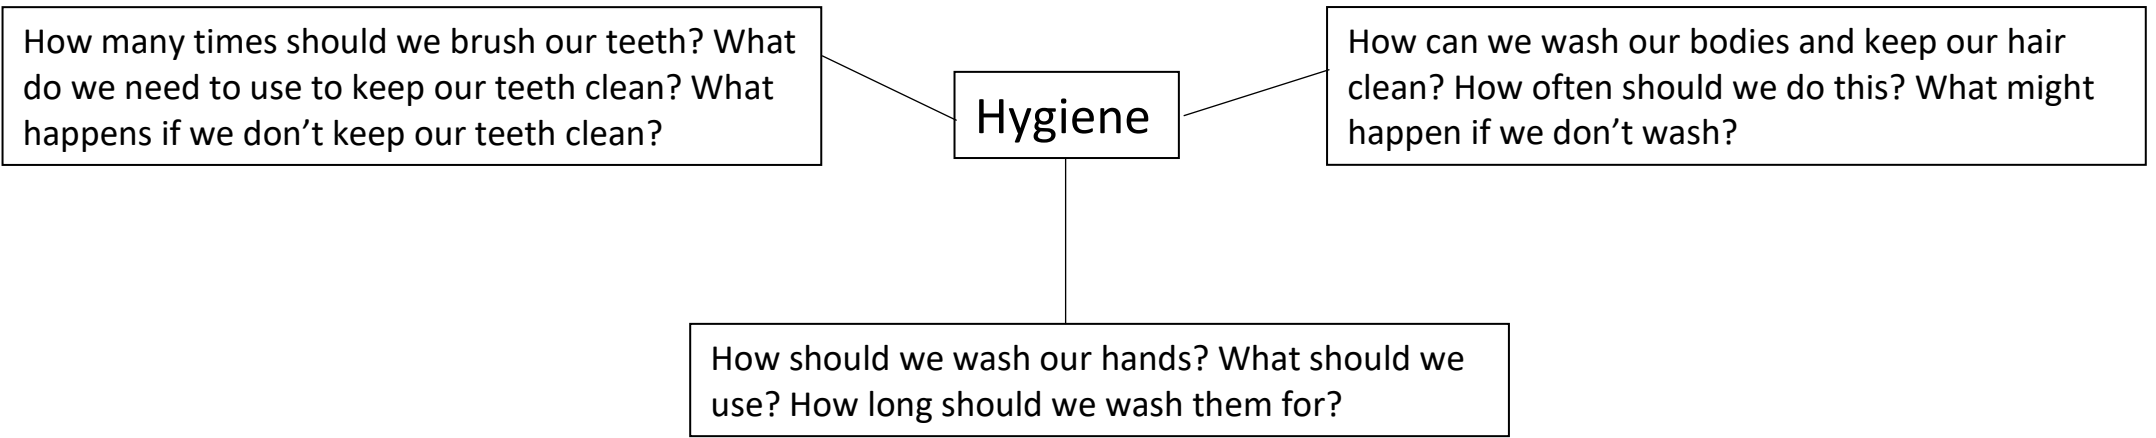 How many times should we brush our teeth? What
do we need to use to keep our teeth clean? What
happens if we don’t keep our teeth clean?
Hygiene
How can we wash our bodies and keep our hair
clean? How often should we do this? What might
happen if we don’t wash?
How should we wash our hands? What should we
use? How long should we wash them for?